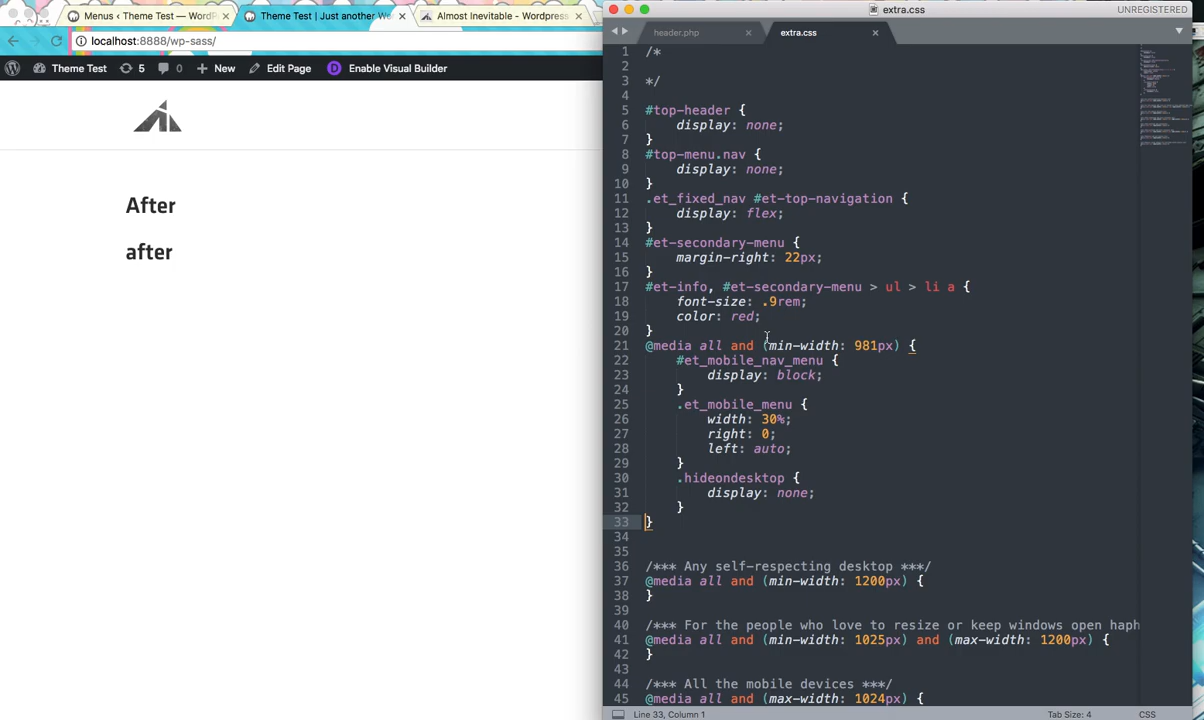 Menus ‹ Theme Test — WordP
Theme Test | Just another Wo
Almost Inevitable - Wordpress
localhost:8888/wp-sass/
Theme Test 5 0 New Edit Page D Enable Visual Builder
After
after
extra.css
UNREGISTERED
header.php
extra.css
1 /*
2
3 */
4
5 #top-header {
6 display: none;
7 }
8 #top-menu.nav {
9 display: none;
10 }
11 .et_fixed_nav #et-top-navigation {
12 display: flex;
13 }
14 #et-secondary-menu {
15 margin-right: 22px;
16 }
17 #et-info, #et-secondary-menu > ul > li a {
18 font-size: .9rem;
19 color: red;
20 }
21 @media all and (min-width: 981px) {
22 #et_mobile_nav_menu {
23 display: block;
24 }
25 .et_mobile_menu {
26 width: 30%;
27 right: 0;
28 left: auto;
29 }
30 .hideondesktop {
31 display: none;
32 }
33 }
34
35
36 /*** Any self-respecting desktop ***/
37 @media all and (min-width: 1200px) {
38 }
39
40 /*** For the people who love to resize or keep windows open haph
41 @media all and (min-width: 1025px) and (max-width: 1200px) {
42 }
43
44 /*** All the mobile devices ***/
45 @media all and (max-width: 1024px) {
Line 33, Column 1
Tab Size: 4
CSS